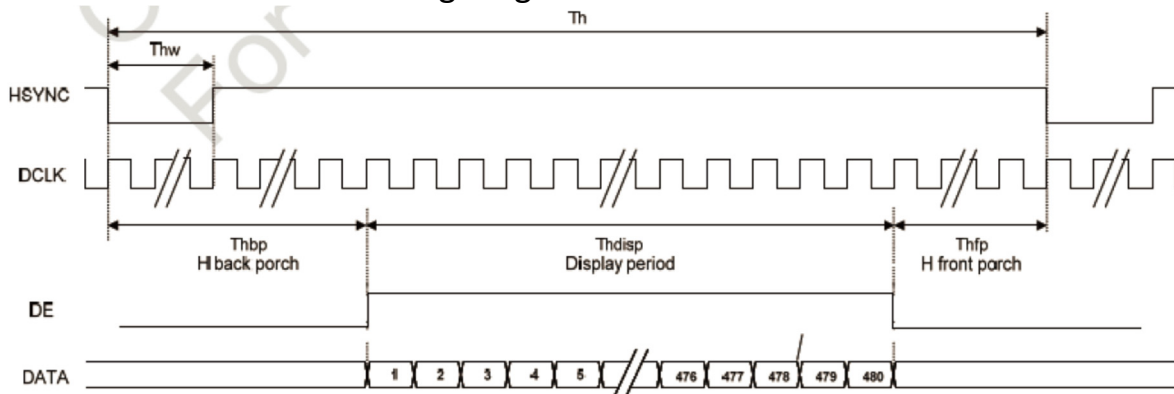 For
Th
Thw
HSYNC
DCLK
Thbp
Thdisp
Thfp
H back porch
Display period
H front porch
DE
DATA
1 2 3 4 5 476 477 478 479 480